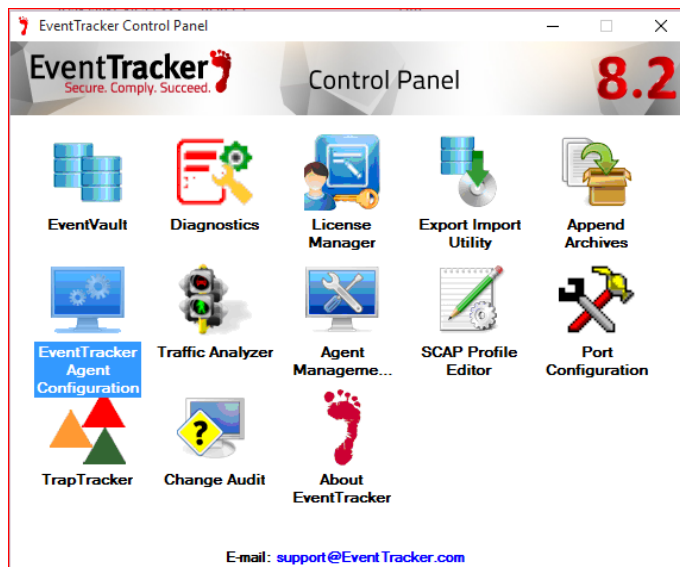 EventTracker Control Panel
EventTracker
Secure. Comply. Succeed.
Control Panel
8.2
EventVault
Diagnostics
License
Manager
Export Import
Utility
Append
Archives
EventTracker
Agent
Configuration
Traffic Analyzer
Agent
Manageme...
SCAP Profile
Editor
Port
Configuration
TrapTracker
?
Change Audit
About
EventTracker
E-mail: support@EventTracker.com